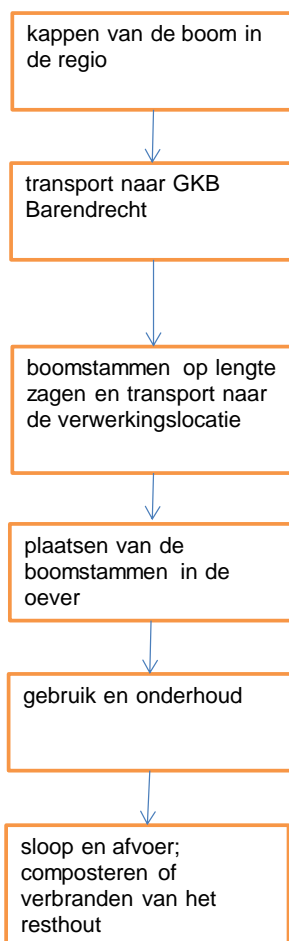 kappen van de boom in
de regio
transport naar GKB
Barendrecht
boomstammen op lengte
zagen en transport naar
de verwerkingslocatie
plaatsen van de
boomstammen in de
oever
gebruik en onderhoud
sloop en afvoer;
composteren of
verbranden van het
resthout